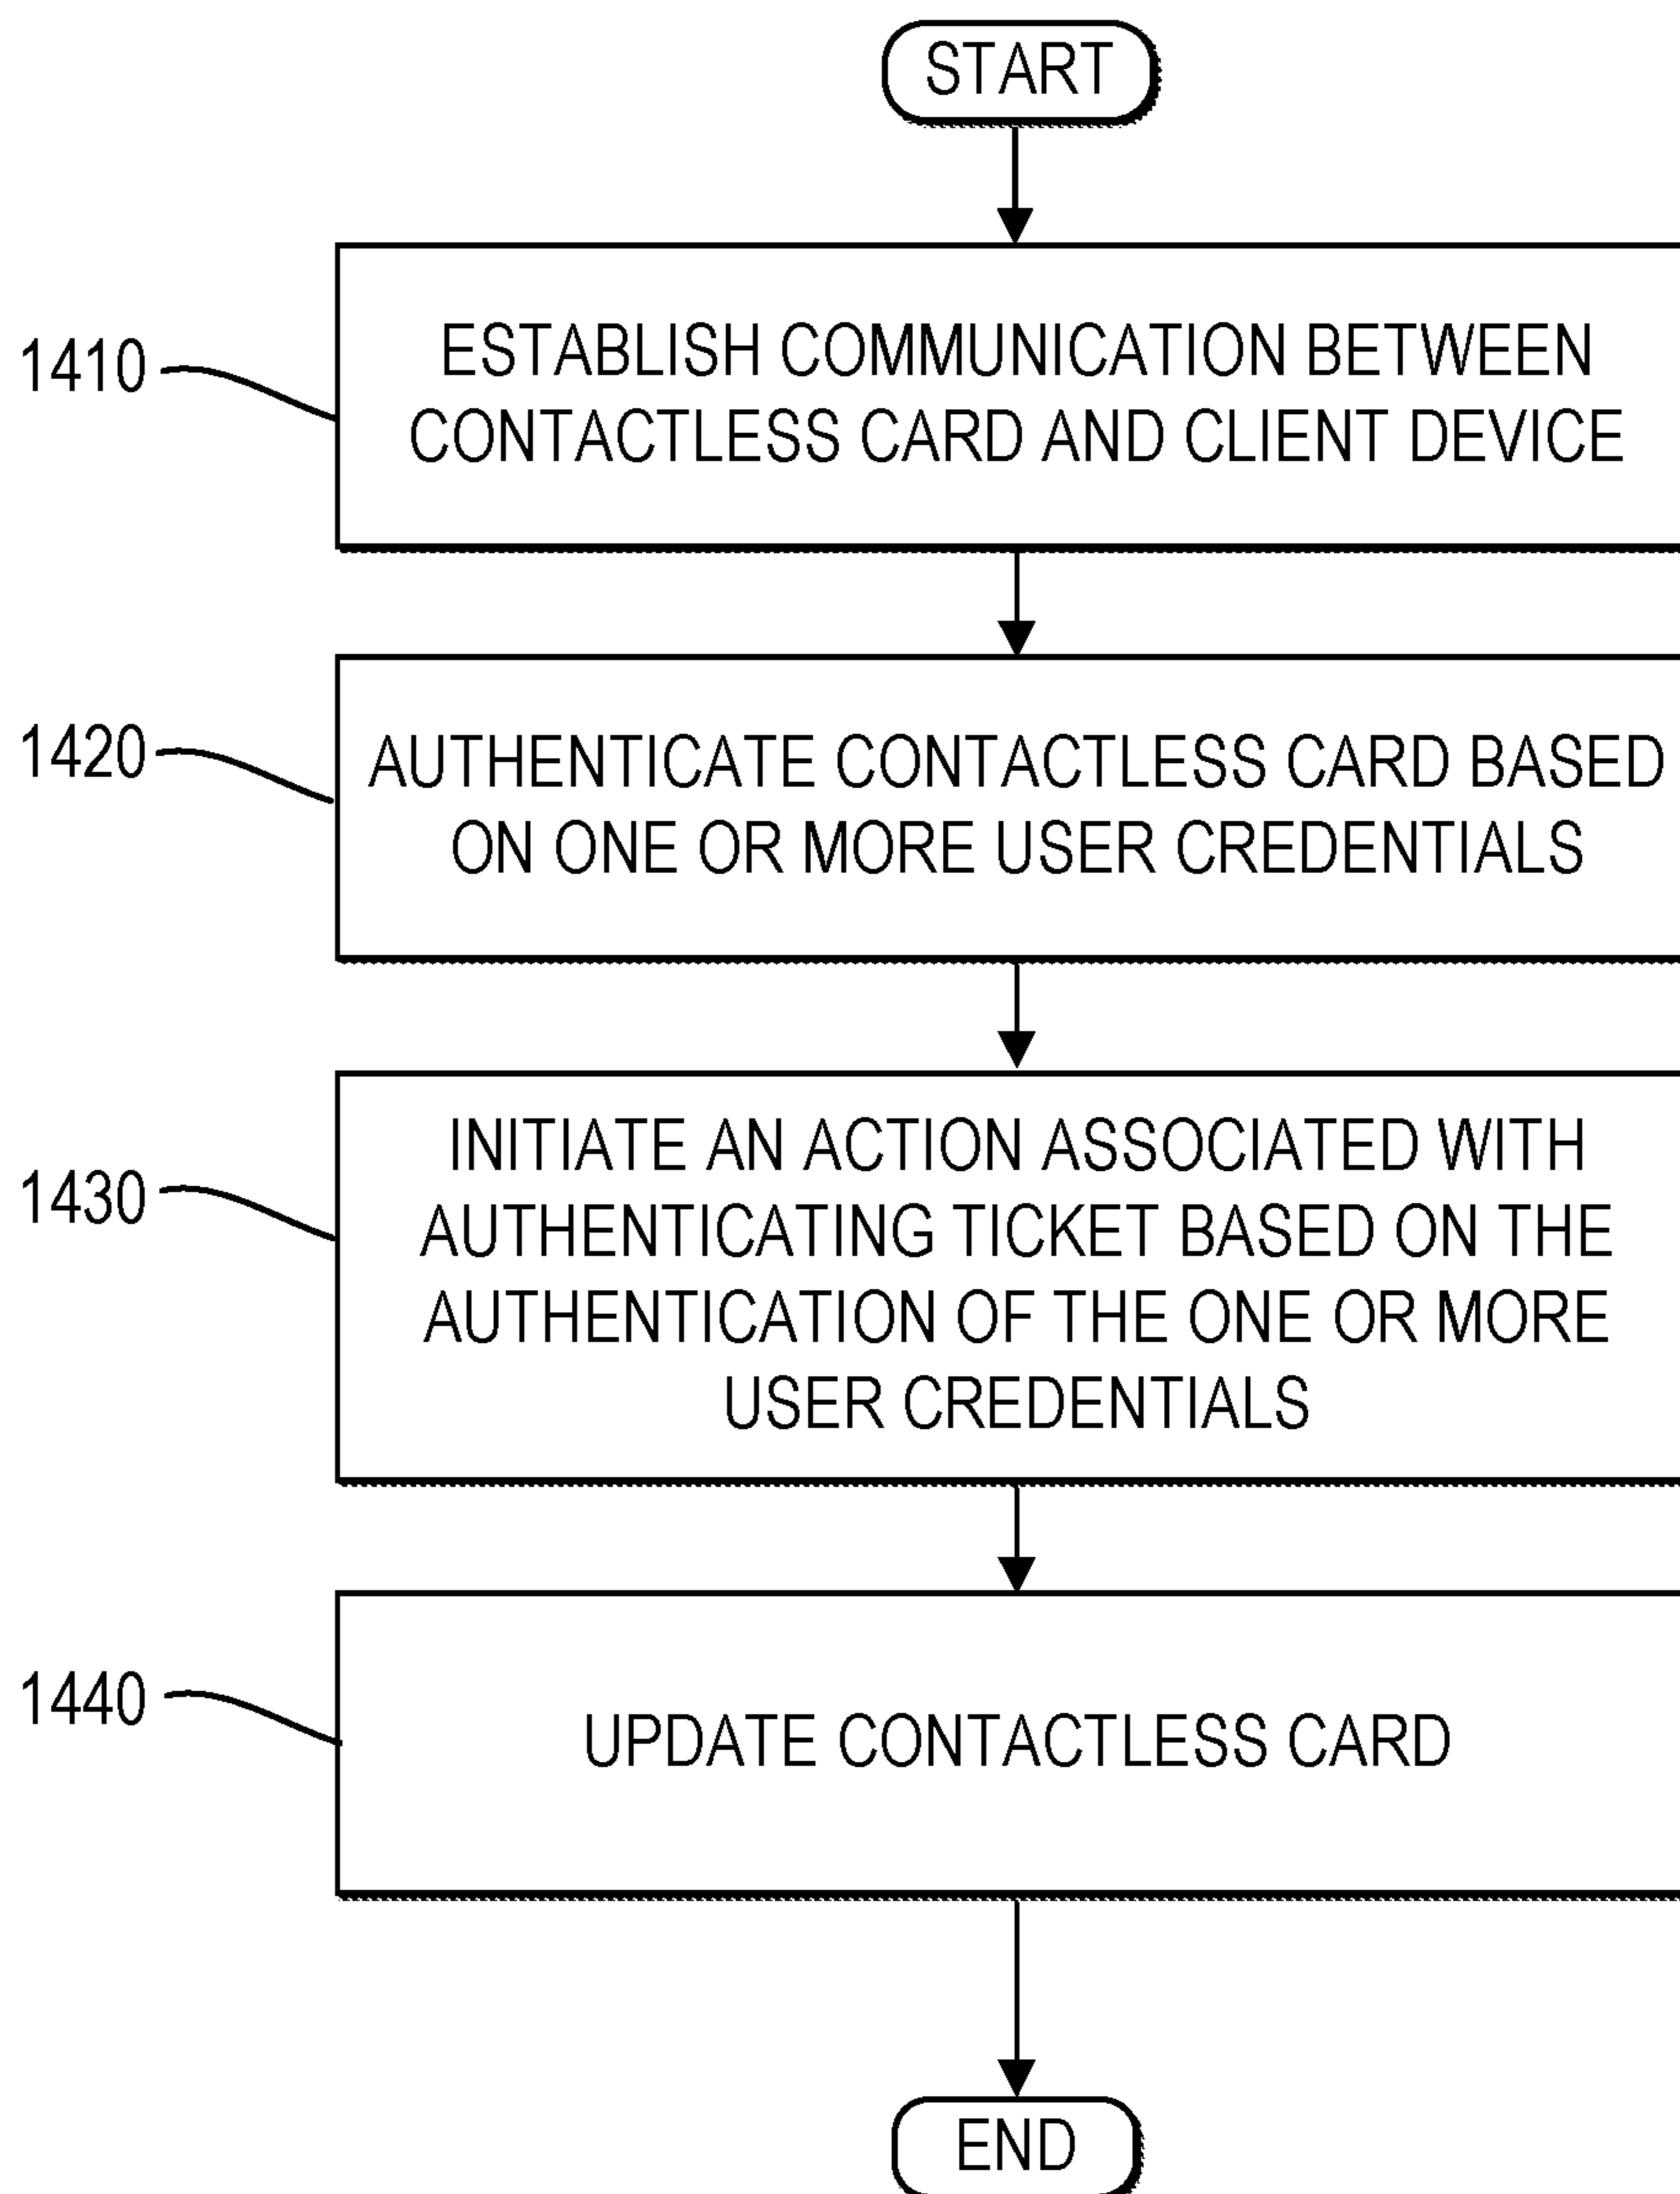 START
1410
ESTABLISH COMMUNICATION BETWEEN
CONTACTLESS CARD AND CLIENT DEVICE
1420
AUTHENTICATE CONTACTLESS CARD BASED
ON ONE OR MORE USER CREDENTIALS
1430
INITIATE AN ACTION ASSOCIATED WITH
AUTHENTICATING TICKET BASED ON THE
AUTHENTICATION OF THE ONE OR MORE
USER CREDENTIALS
1440
UPDATE CONTACTLESS CARD
END